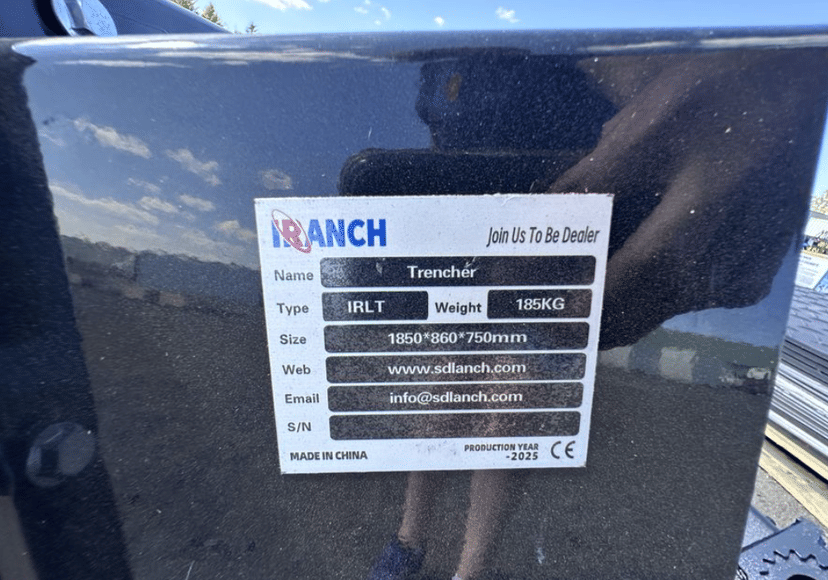 IRANCH Join Us To Be Dealer
Name Trencher
Type IRLT Weight 185KG
Size 1850*860*750mm
Web www.sdlanch.com
Email info@sdlanch.com
S/N
MADE IN CHINA PRODUCTION YEAR
-2025 CE